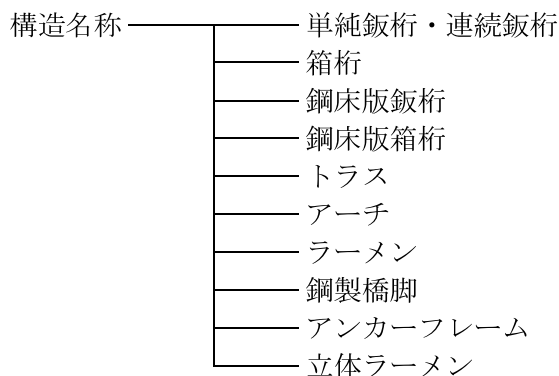 構造名称
単純鈑桁・連続鈑桁
箱桁
鋼床版鈑桁
鋼床版箱桁
トラス
アーチ
ラーメン
鋼製橋脚
アンカーフレーム
立体ラーメン